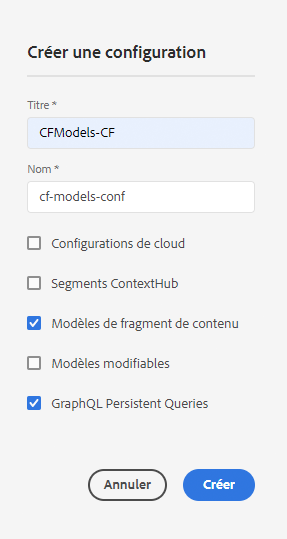 Créer une configuration
Titre *
CFModels-CF
Nom *
cf-models-conf
Configurations de cloud
Segments ContextHub
Modèles de fragment de contenu
Modèles modifiables
GraphQL Persistent Queries
Annuler Créer